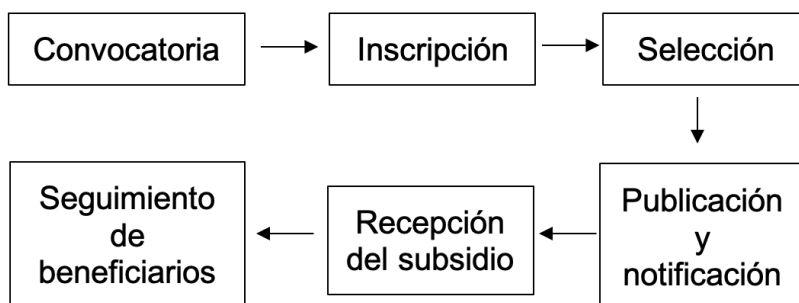 Convocatoria
Inscripción
Selección
Publicación
y
notificación
Recepción
del subsidio
Seguimiento
de
beneficiarios